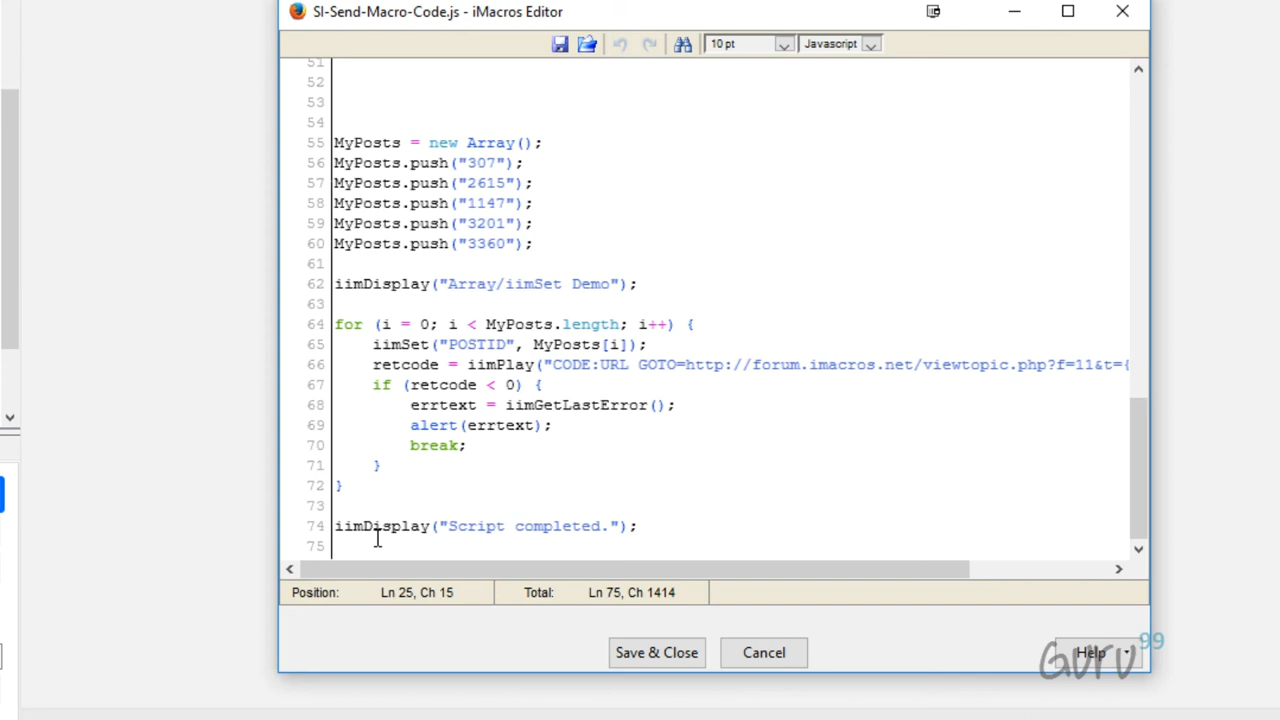 SI-Send-Macro-Code.js - iMacros Editor
10 pt Javascript
51
52
53
54
55 MyPosts = new Array();
56 MyPosts.push("307");
57 MyPosts.push("2615");
58 MyPosts.push("1147");
59 MyPosts.push("3201");
60 MyPosts.push("3360");
61
62 iimDisplay("Array/iimSet Demo");
63
64 for (i = 0; i < MyPosts.length; i++) {
65 iimSet("POSTID", MyPosts[i]);
66 retcode = iimPlay("CODE:URL GOTO=http://forum.imacros.net/viewtopic.php?f=11&t={
67 if (retcode < 0) {
68 errtext = iimGetLastError();
69 alert(errtext);
70 break;
71 }
72 }
73
74 iimDisplay("Script completed.");
75
Position: Ln 25, Ch 15 Total: Ln 75, Ch 1414
Save & Close Cancel Help
Guru99